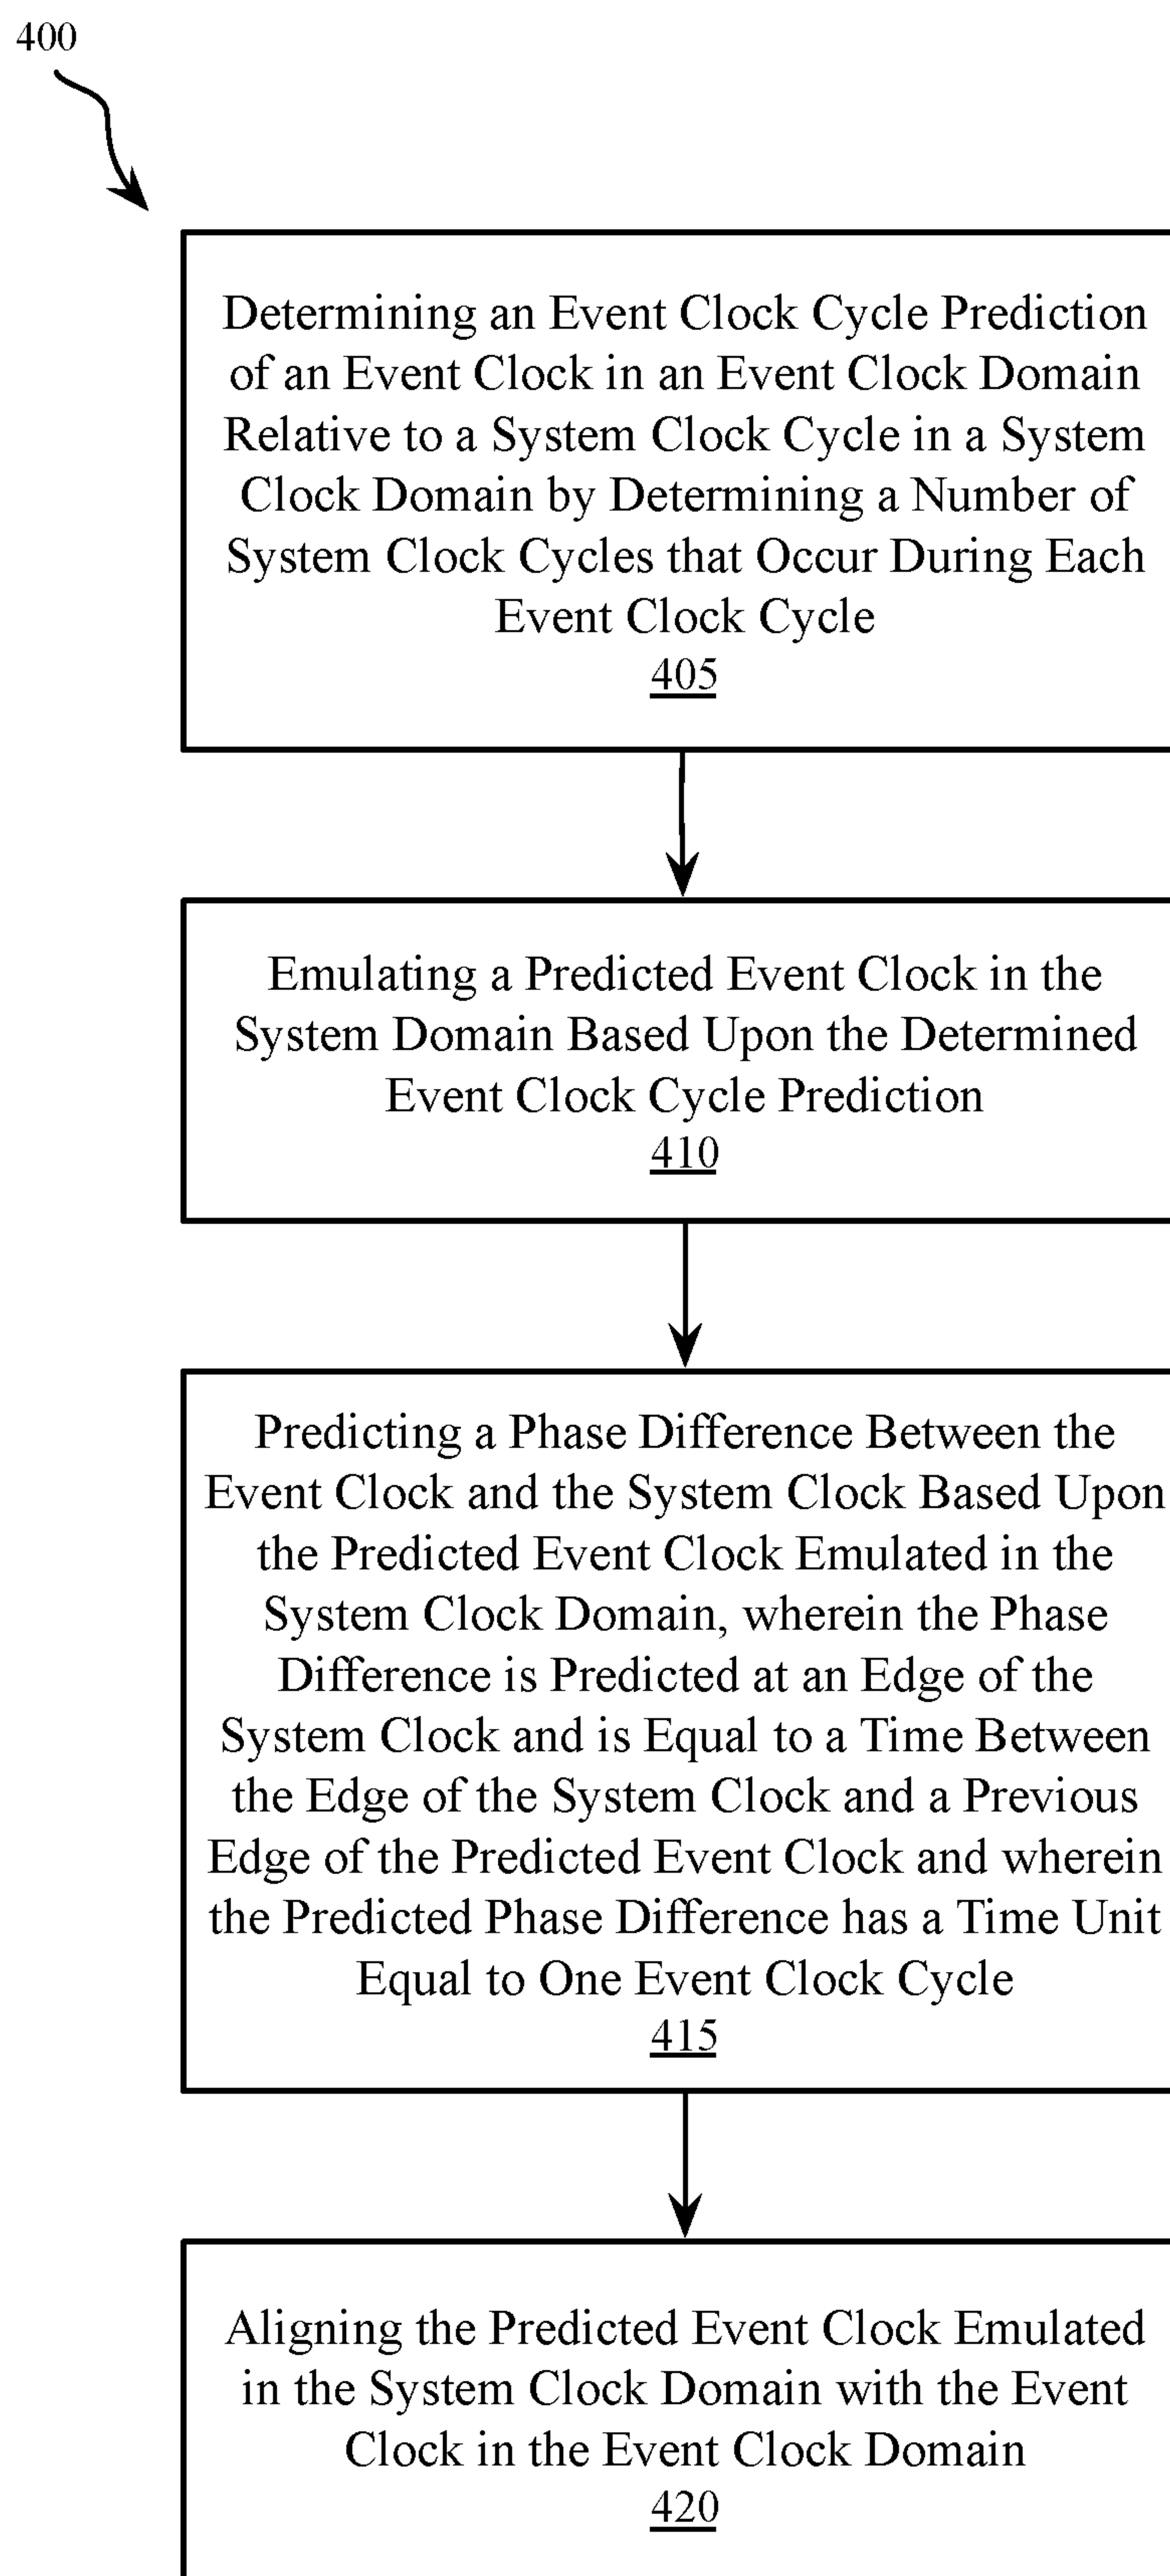 400
Determining an Event Clock Cycle Prediction
of an Event Clock in an Event Clock Domain
Relative to a System Clock Cycle in a System
Clock Domain by Determining a Number of
System Clock Cycles that Occur During Each
Event Clock Cycle
405
Emulating a Predicted Event Clock in the
System Domain Based Upon the Determined
Event Clock Cycle Prediction
410
Predicting a Phase Difference Between the
Event Clock and the System Clock Based Upon
the Predicted Event Clock Emulated in the
System Clock Domain, wherein the Phase
Difference is Predicted at an Edge of the
System Clock and is Equal to a Time Between
the Edge of the System Clock and a Previous
Edge of the Predicted Event Clock and wherein
the Predicted Phase Difference has a Time Unit
Equal to One Event Clock Cycle
415
Aligning the Predicted Event Clock Emulated
in the System Clock Domain with the Event
Clock in the Event Clock Domain
420